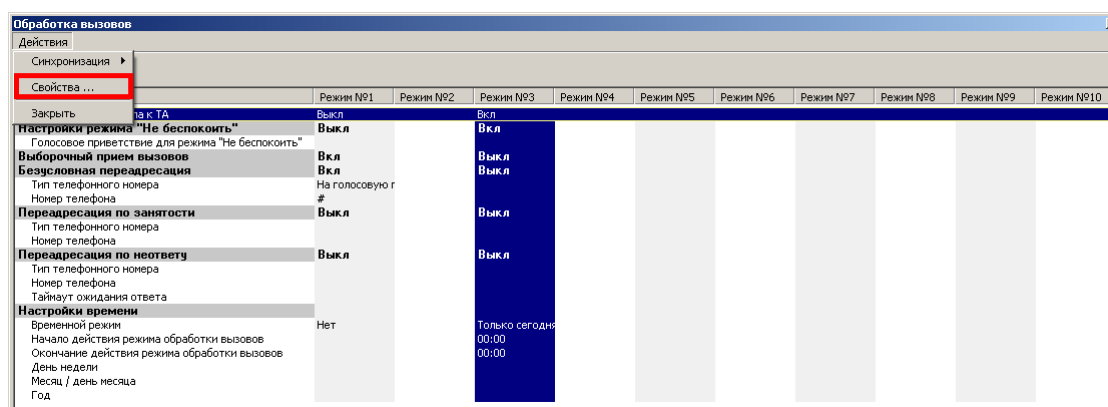 Обработка вызовов
Действия
Синхронизация
Свойства ...
Закрыть
Режим №1 Режим №2 Режим №3 Режим №4 Режим №5 Режим №6 Режим №7 Режим №8 Режим №9 Режим №10
па к ТА Выкл Вкл
Настройки режима "Не беспокоить" Выкл Вкл
Голосовое приветствие для режима "Не беспокоить"
Выборочный прием вызовов Вкл Выкл
Безусловная переадресация Вкл Выкл
Тип телефонного номера На голосовую г
Номер телефона #
Переадресация по занятости Выкл Выкл
Тип телефонного номера
Номер телефона
Переадресация по неответу Выкл Выкл
Тип телефонного номера
Номер телефона
Таймаут ожидания ответа
Настройки времени
Временной режим Нет Только сегодня
Начало действия режима обработки вызовов 00:00
Окончание действия режима обработки вызовов 00:00
День недели
Месяц / день месяца
Год